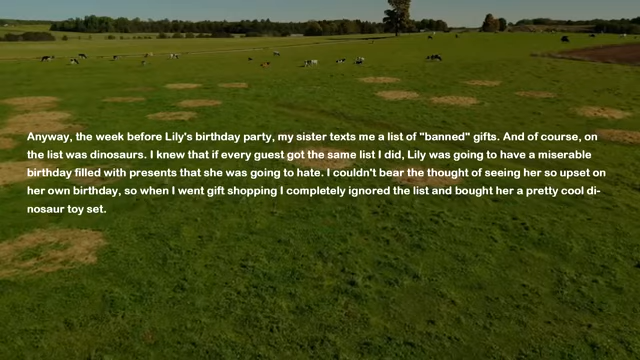 Anyway, the week before Lily's birthday party, my sister texts me a list of "banned" gifts. And of course, on
the list was dinosaurs. I knew that if every guest got the same list I did, Lily was going to have a miserable
birthday filled with presents that she was going to hate. I couldn't bear the thought of seeing her so upset on
her own birthday, so when I went gift shopping I completely ignored the list and bought her a pretty cool di-
nosaur toy set.